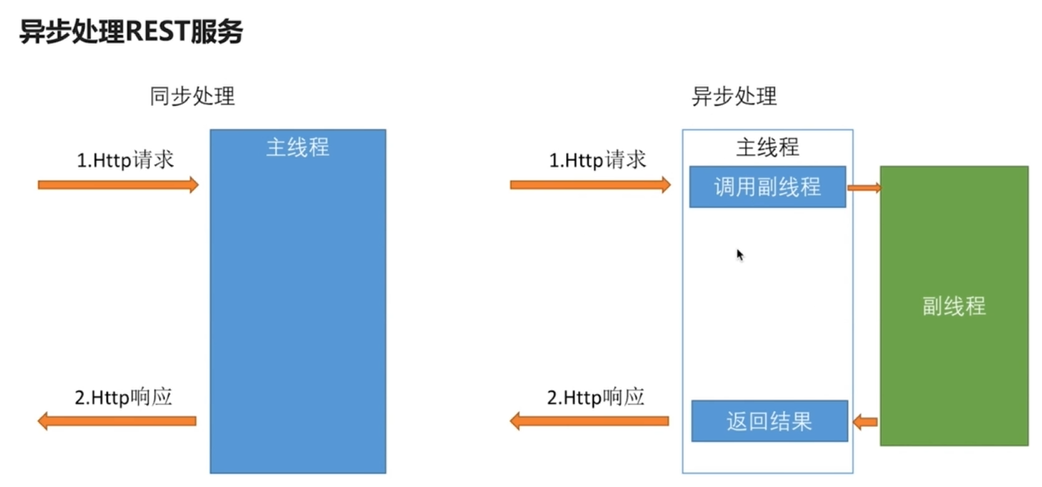 异步处理REST服务
同步处理
1.Http请求
主线程
2.Http响应
异步处理
1.Http请求
主线程
调用副线程
副线程
2.Http响应
返回结果